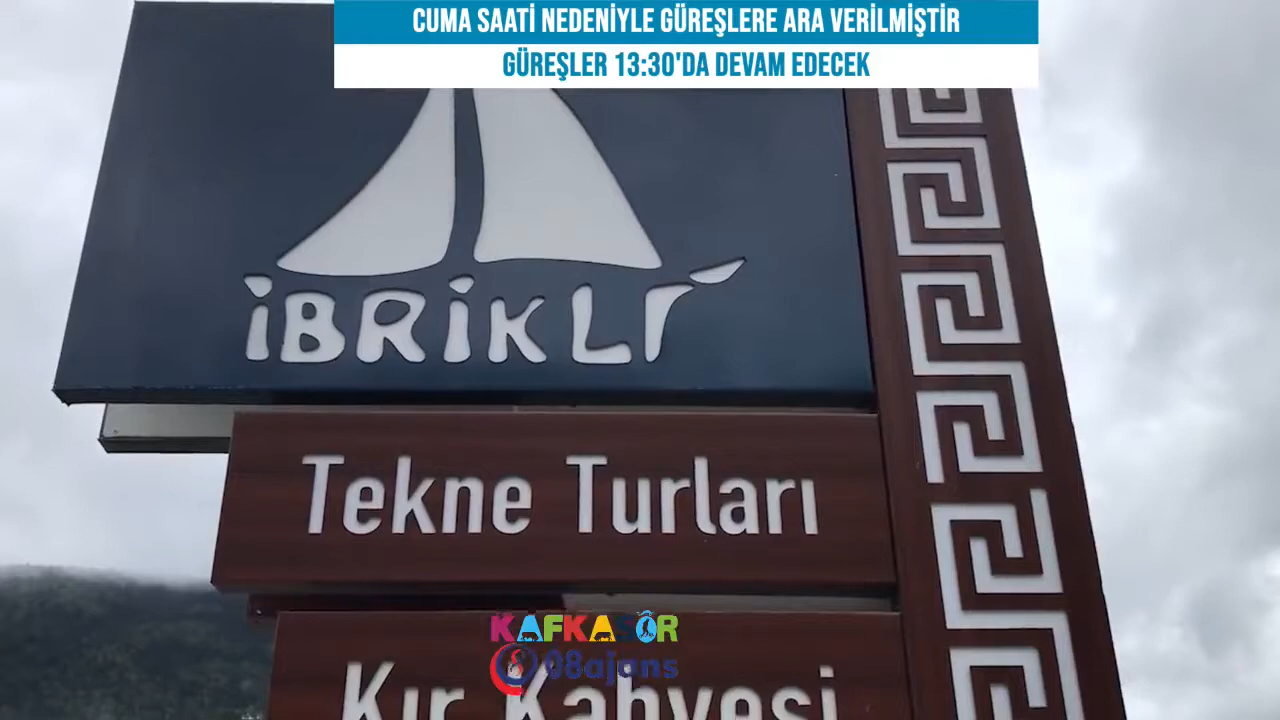 CUMA SAATİ NEDENİYLE GÜREŞLERE ARA VERİLMİŞTİR
GÜREŞLER 13:30'DA DEVAM EDECEK
İBRİKLİ
Tekne Turları
KAFKASÖR
08ajans
Kır Kahvesi